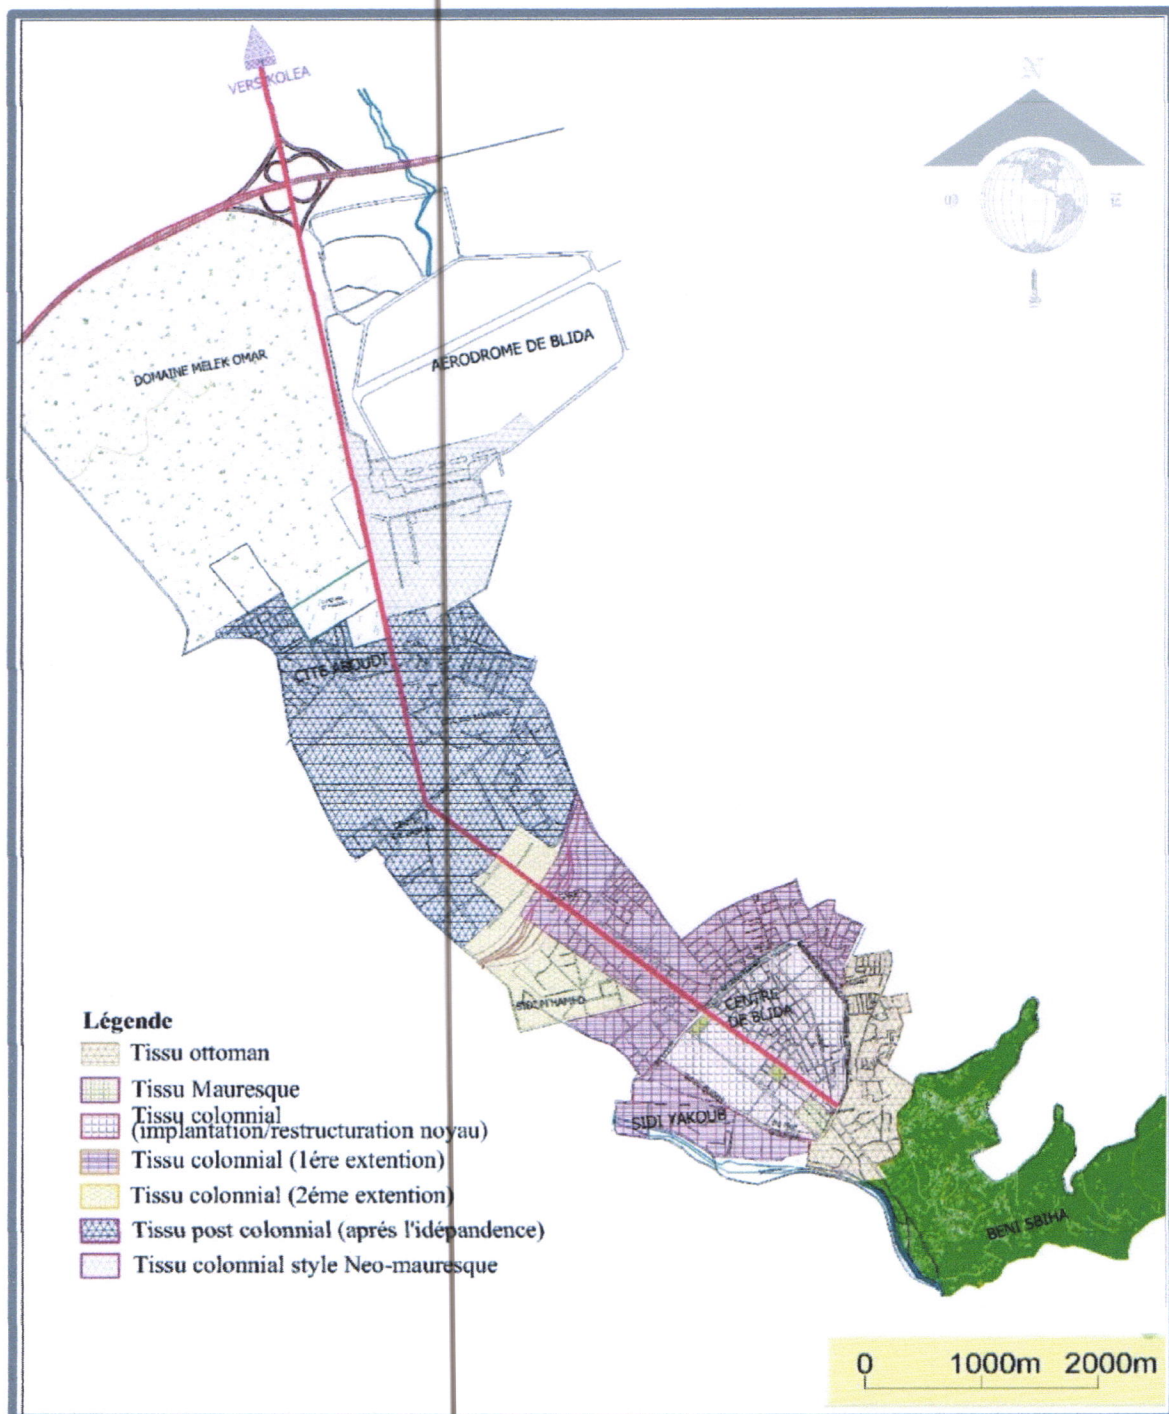 VERS KOLEA
N
DOMAINE MELEK OMAR
AERODROME DE BLIDA
CITE ABOUDI
CENTRE
DE BLIDA
SIDI YAKOUB
BENI SBIHA
Légende
Tissu ottoman
Tissu Mauresque
Tissu colonnial
(implantation/restructuration noyau)
Tissu colonnial (1ére extention)
Tissu colonnial (2éme extention)
Tissu post colonnial (aprés l'idépandence)
Tissu colonnial style Neo-mauresque
0 1000m 2000m